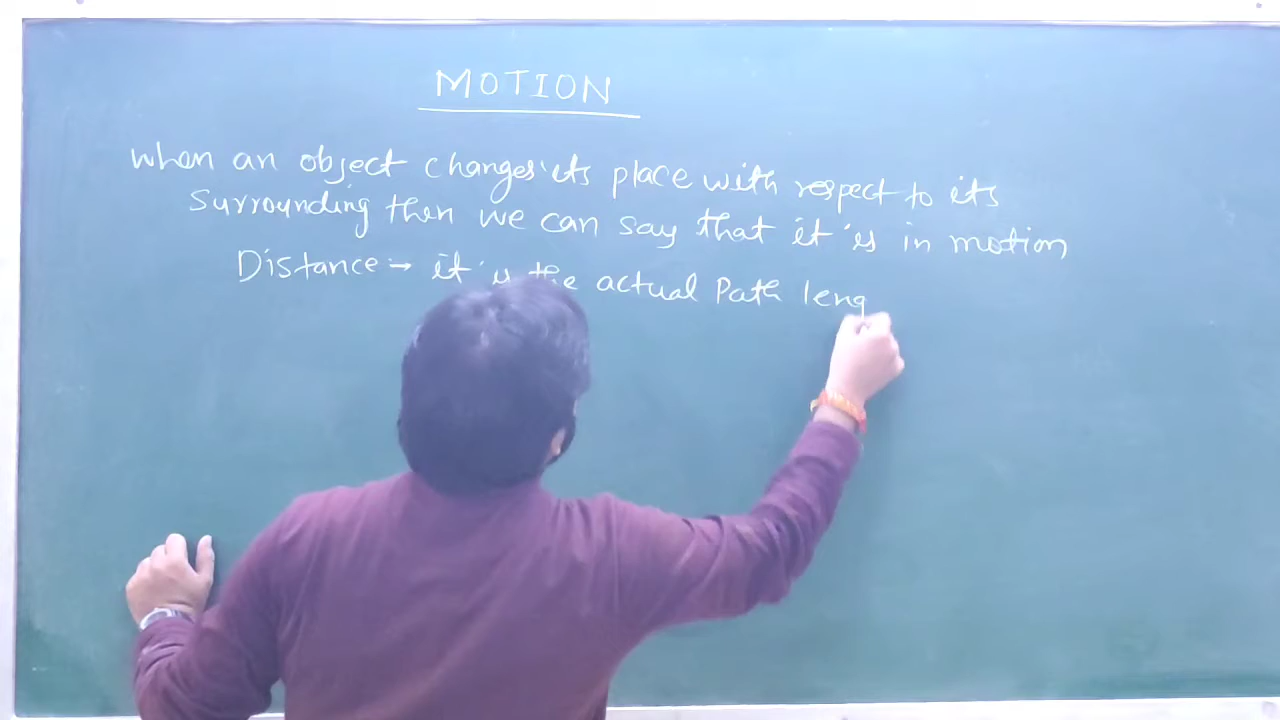 MOTION
when an object changes its place with respect to its
surrounding then we can say that it is in motion
Distance → it is the actual Path leng